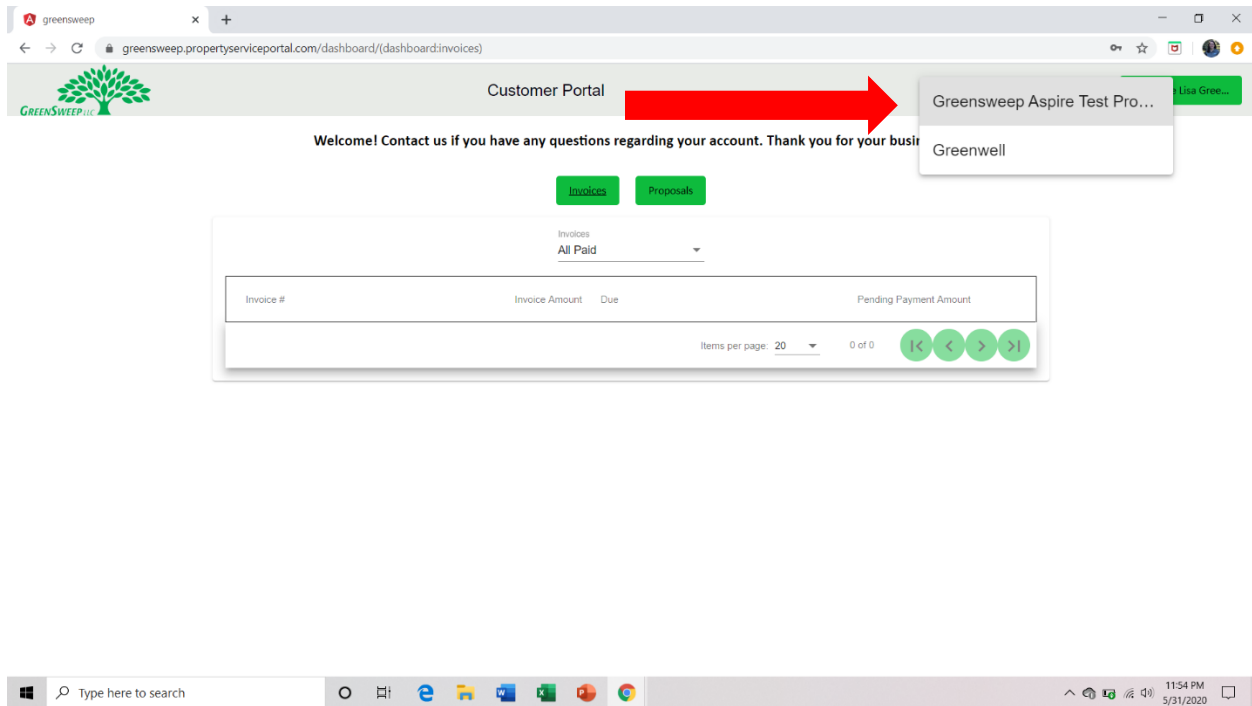 greensweep
greensweep.propertyserviceportal.com/dashboard/(dashboard:invoices)
GREENSWEEP LLC
Customer Portal
Greensweep Aspire Test Pro...
Lisa Gree...
Greenwell
Welcome! Contact us if you have any questions regarding your account. Thank you for your
Invoices
Proposals
Invoices
All Paid
Invoice # Invoice Amount Due Pending Payment Amount
Items per page: 20 0 of 0
Type here to search
11:54 PM
5/31/2020